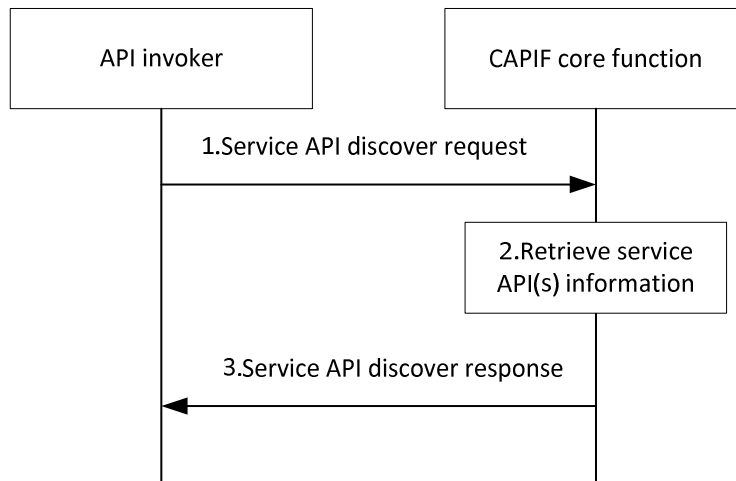 API invoker
CAPIF core function
1.Service API discover request
2.Retrieve service
API(s) information
3.Service API discover response